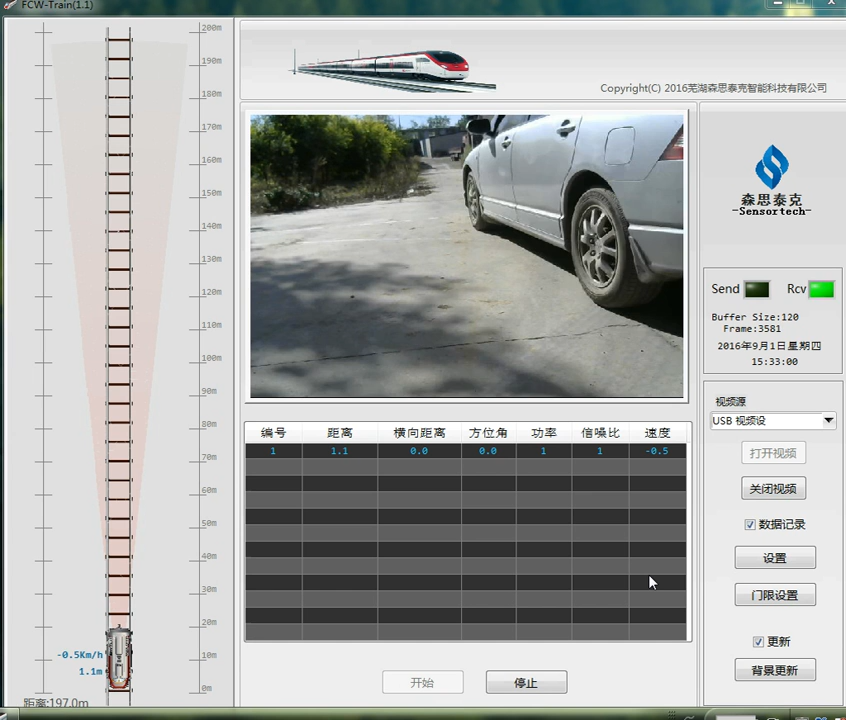 FCW-Train(1.1)
200m
190m
180m
170m
160m
150m
140m
130m
120m
110m
100m
90m
80m
70m
60m
50m
40m
30m
20m
10m
0m
1
-0.5Km/h
1.1m
距离:197.0m
Copyright(C) 2016芜湖森思泰克智能科技有限公司
森思泰克
-Sensortech-
Send Rcv
Buffer Size:120
Frame:3581
2016年9月1日星期四
15:33:00
编号 距离 横向距离 方位角 功率 信噪比 速度
1 1.1 0.0 0.0 1 1 -0.5
开始
停止
视频源
USB 视频设
打开视频
关闭视频
数据记录
设置
门限设置
更新
背景更新